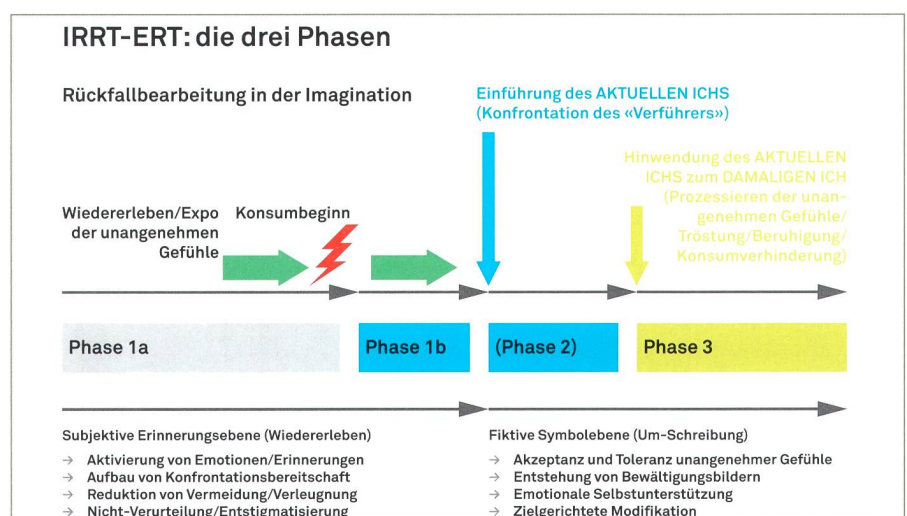 IRRT-ERT: die drei Phasen
Rückfallbearbeitung in der Imagination
Einführung des AKTUELLEN ICHS
(Konfrontation des «Verführers»)
Hinwendung des AKTUELLEN
ICHS zum DAMALIGEN ICH
(Prozessieren der unan-
genehmen Gefühle/
Tröstung/Beruhigung/
Konsumverhinderung)
Wiedererleben/Expo
der unangenehmen
Gefühle
Konsumbeginn
Phase 1a
Phase 1b
(Phase 2)
Phase 3
Subjektive Erinnerungsebene (Wiedererleben)
→ Aktivierung von Emotionen/Erinnerungen
→ Aufbau von Konfrontationsbereitschaft
→ Reduktion von Vermeidung/Verleugnung
→ Nicht-Verurteilung/Entstigmatisierung
Fiktive Symbolebene (Um-Schreibung)
→ Akzeptanz und Toleranz unangenehmer Gefühle
→ Entstehung von Bewältigungsbildern
→ Emotionale Selbstunterstützung
→ Zielgerichtete Modifikation